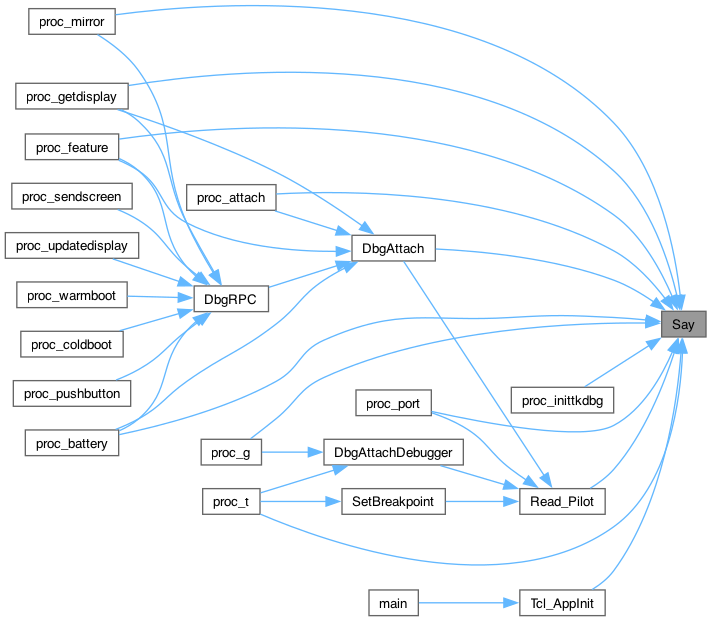 proc_mirror
proc_getdisplay
proc_feature
proc_sendscreen
proc_attach
proc_updatedisplay
DbgAttach
proc_warmboot
DbgRPC
Say
proc_coldboot
proc_pushbutton
proc_inittkdbg
proc_port
proc_battery
proc_g
DbgAttachDebugger
proc_t
SetBreakpoint
Read_Pilot
main
Tcl_AppInit